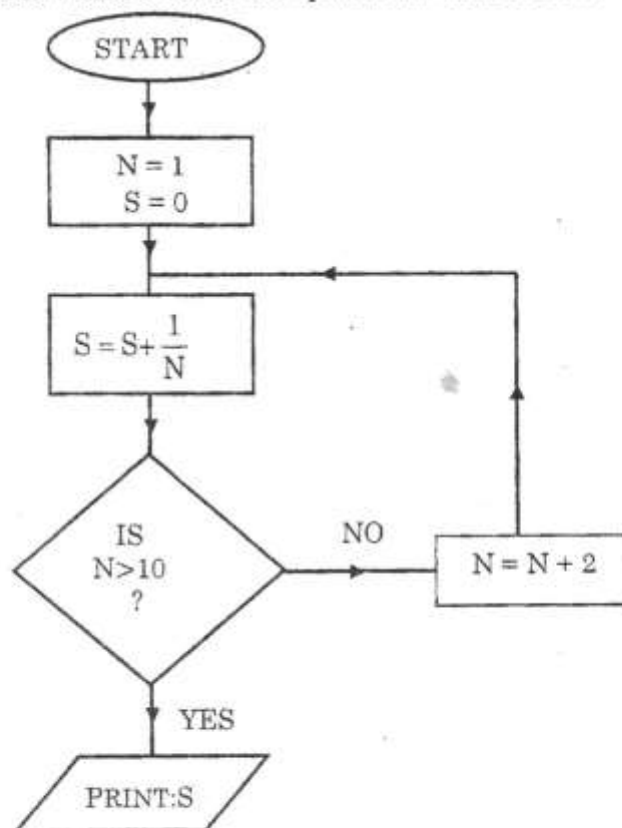 START
N = 1
S = 0
S = S+ 1/N
IS
N>10
?
NO
N = N + 2
YES
PRINT:S